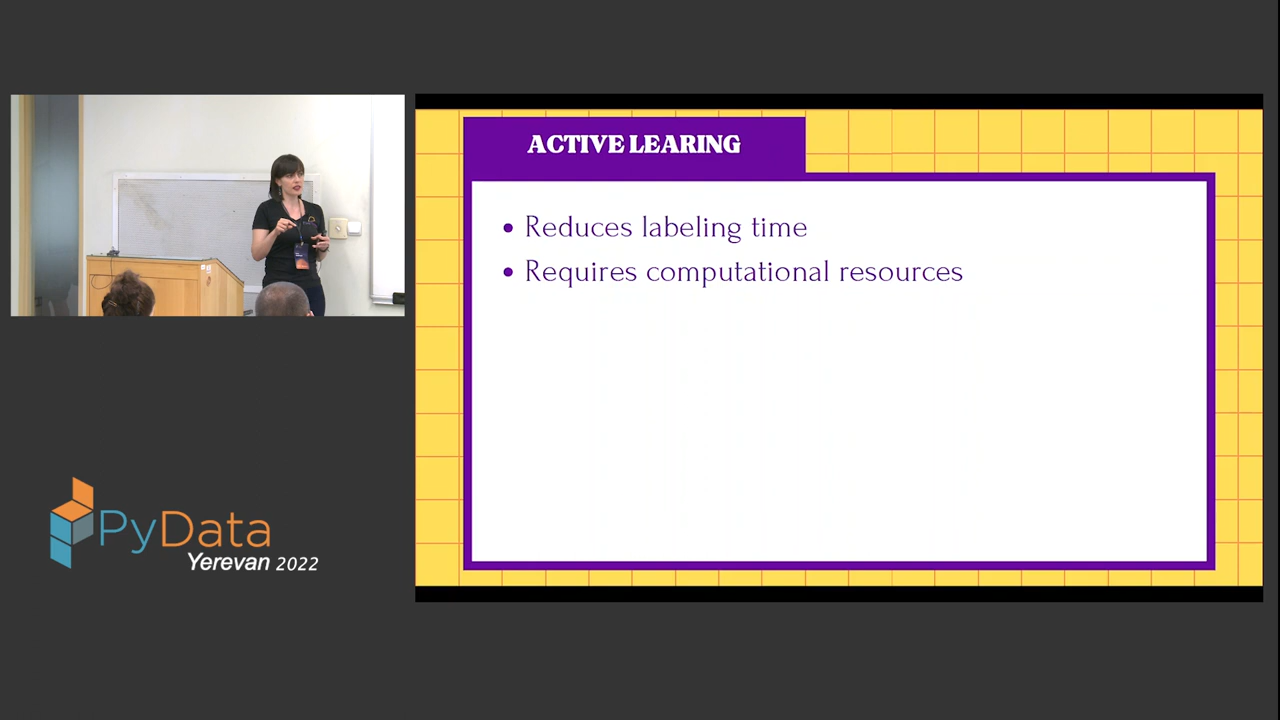 ACTIVE LEARING
• Reduces labeling time
• Requires computational resources
PyData
Yerevan 2022